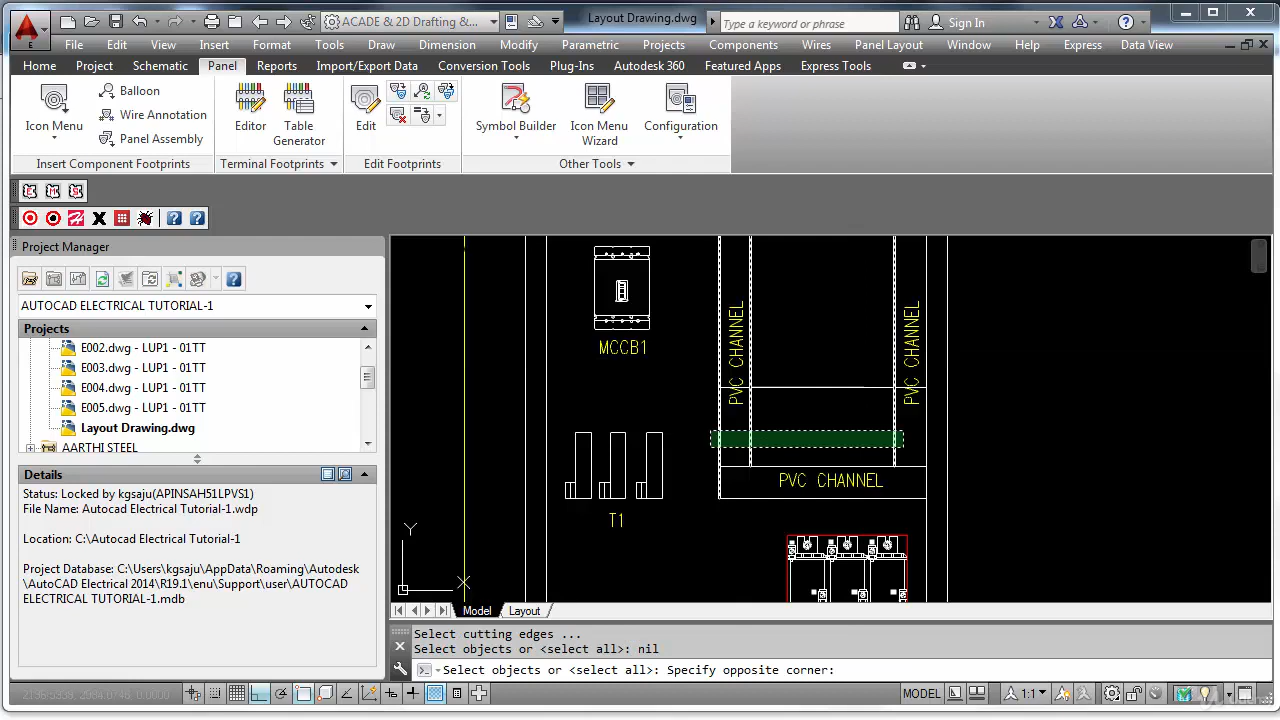 ACADE & 2D Drafting &...
Layout Drawing.dwg
Type a keyword or phrase
Sign In
File Edit View Insert Format Tools Draw Dimension Modify Parametric Projects Components Wires Panel Layout Window Help Express Data View
Home Project Schematic Panel Reports Import/Export Data Conversion Tools Plug-Ins Autodesk 360 Featured Apps Express Tools
Icon Menu
Balloon
Wire Annotation
Panel Assembly
Insert Component Footprints
Editor
Table Generator
Terminal Footprints
Edit
Edit Footprints
Symbol Builder
Icon Menu Wizard
Configuration
Other Tools
Project Manager
AUTOCAD ELECTRICAL TUTORIAL-1
Projects
E002.dwg - LUP1 - 01TT
E003.dwg - LUP1 - 01TT
E004.dwg - LUP1 - 01TT
E005.dwg - LUP1 - 01TT
Layout Drawing.dwg
AARTHI STEEL
Details
Status: Locked by kgsaju(APINSAH51LPVS1)
File Name: Autocad Electrical Tutorial-1.wdp
Location: C:\Autocad Electrical Tutorial-1
Project Database: C:\Users\kgsaju\AppData\Roaming\Autodesk
\AutoCAD Electrical 2014\R19.1\enu\Support\user\AUTOCAD
ELECTRICAL TUTORIAL-1.mdb
MCCB1
PVC CHANNEL
PVC CHANNEL
PVC CHANNEL
T1
Y
X
Model Layout
Select cutting edges ...
Select objects or <select all>: nil
Select objects or <select all>: Specify opposite corner:
MODEL
1:1